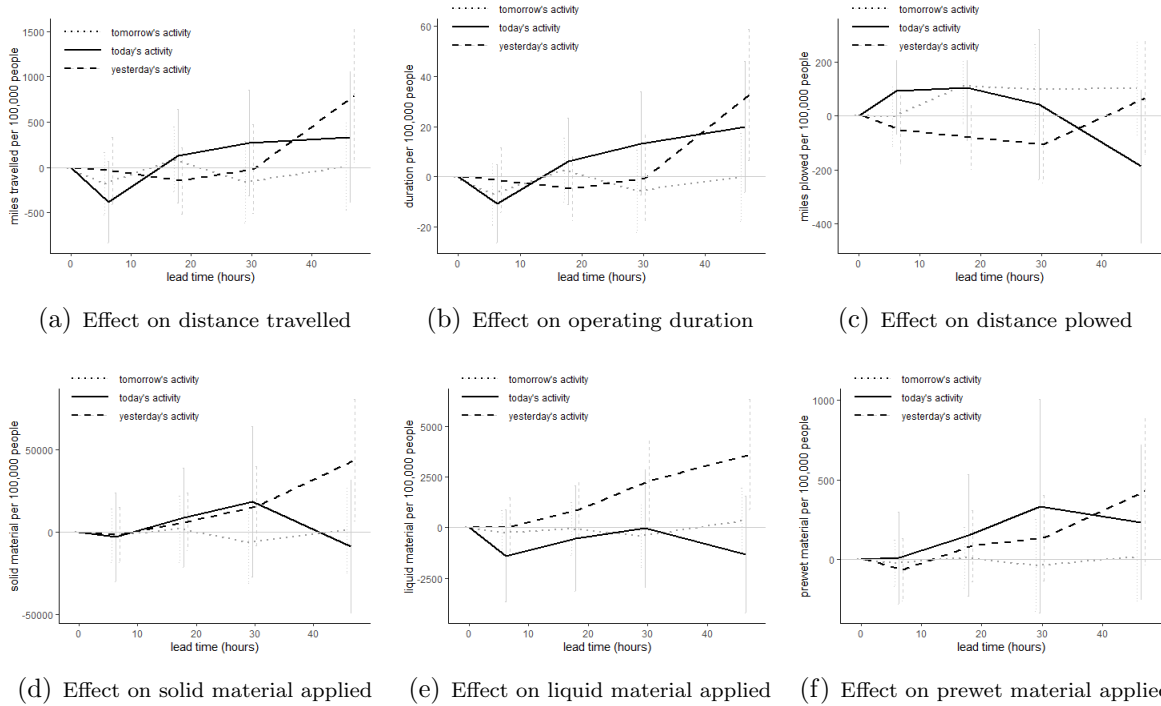 miles travelled per 100,000 people
1500
1000
500
0
-500
tomorrow's activity
today's activity
yesterday's activity
0 10 20 30 40
lead time (hours)
(a) Effect on distance travelled
duration per 100,000 people
60
40
20
0
-20
tomorrow's activity
today's activity
yesterday's activity
0 10 20 30 40
lead time (hours)
(b) Effect on operating duration
miles plowed per 100,000 people
200
0
-200
-400
tomorrow's activity
today's activity
yesterday's activity
0 10 20 30 40
lead time (hours)
(c) Effect on distance plowed
solid material per 100,000 people
50000
0
-50000
tomorrow's activity
today's activity
yesterday's activity
0 10 20 30 40
lead time (hours)
(d) Effect on solid material applied
liquid material per 100,000 people
5000
2500
0
-2500
tomorrow's activity
today's activity
yesterday's activity
0 10 20 30 40
lead time (hours)
(e) Effect on liquid material applied
prewet material per 100,000 people
1000
500
0
tomorrow's activity
today's activity
yesterday's activity
0 10 20 30 40
lead time (hours)
(f) Effect on prewet material applied